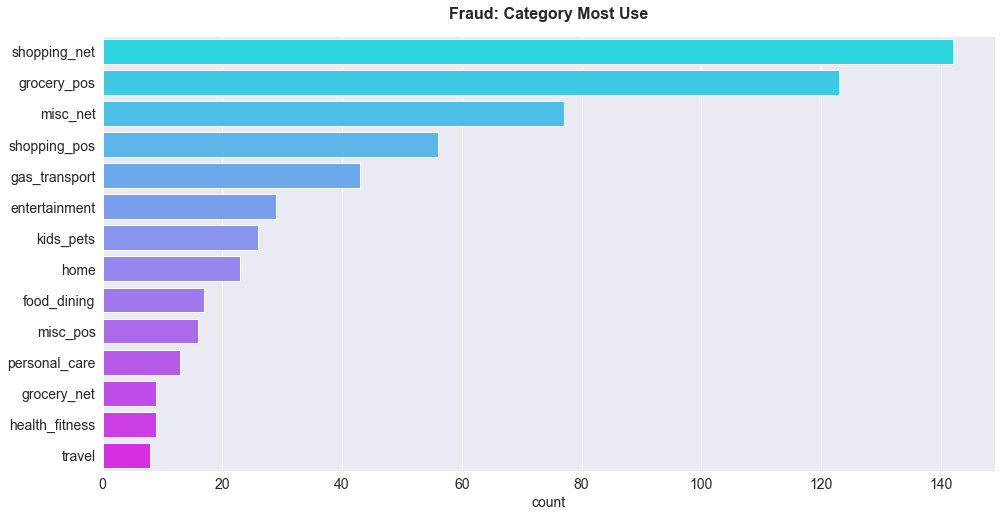 Fraud: Category Most Use
shopping_net
grocery_pos
misc_net
shopping_pos
gas_transport
entertainment
kids_pets
home
food_dining
misc_pos
personal_care
grocery_net
health_fitness
travel
0 20 40 60 80 100 120 140
count